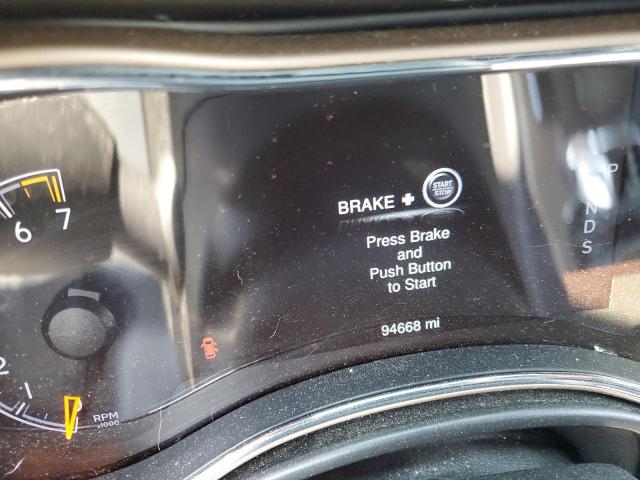 6 7
BRAKE + START STOP
Press Brake
and
Push Button
to Start
94668 mi
P
N
D
S
2
1
RPM
x1000